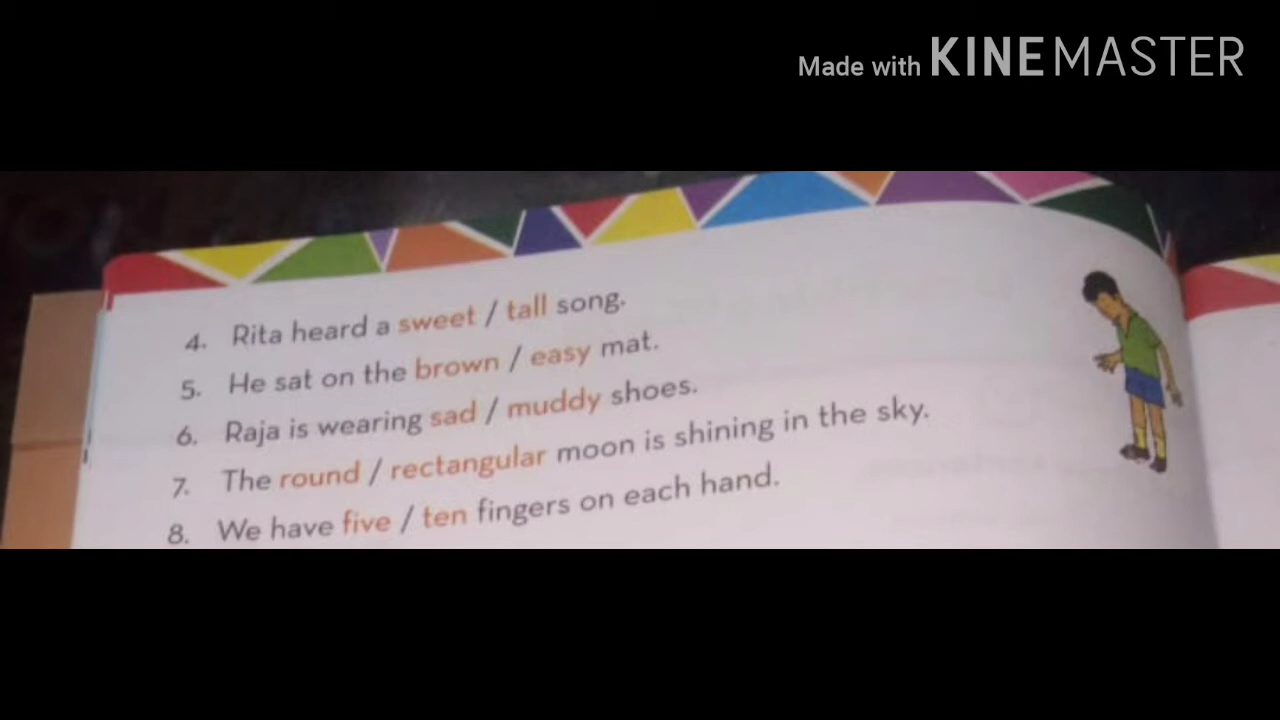 Made with KINEMASTER
4. Rita heard a sweet / tall song.
5. He sat on the brown / easy mat.
6. Raja is wearing sad / muddy shoes.
7. The round / rectangular moon is shining in the sky.
8. We have five / ten fingers on each hand.